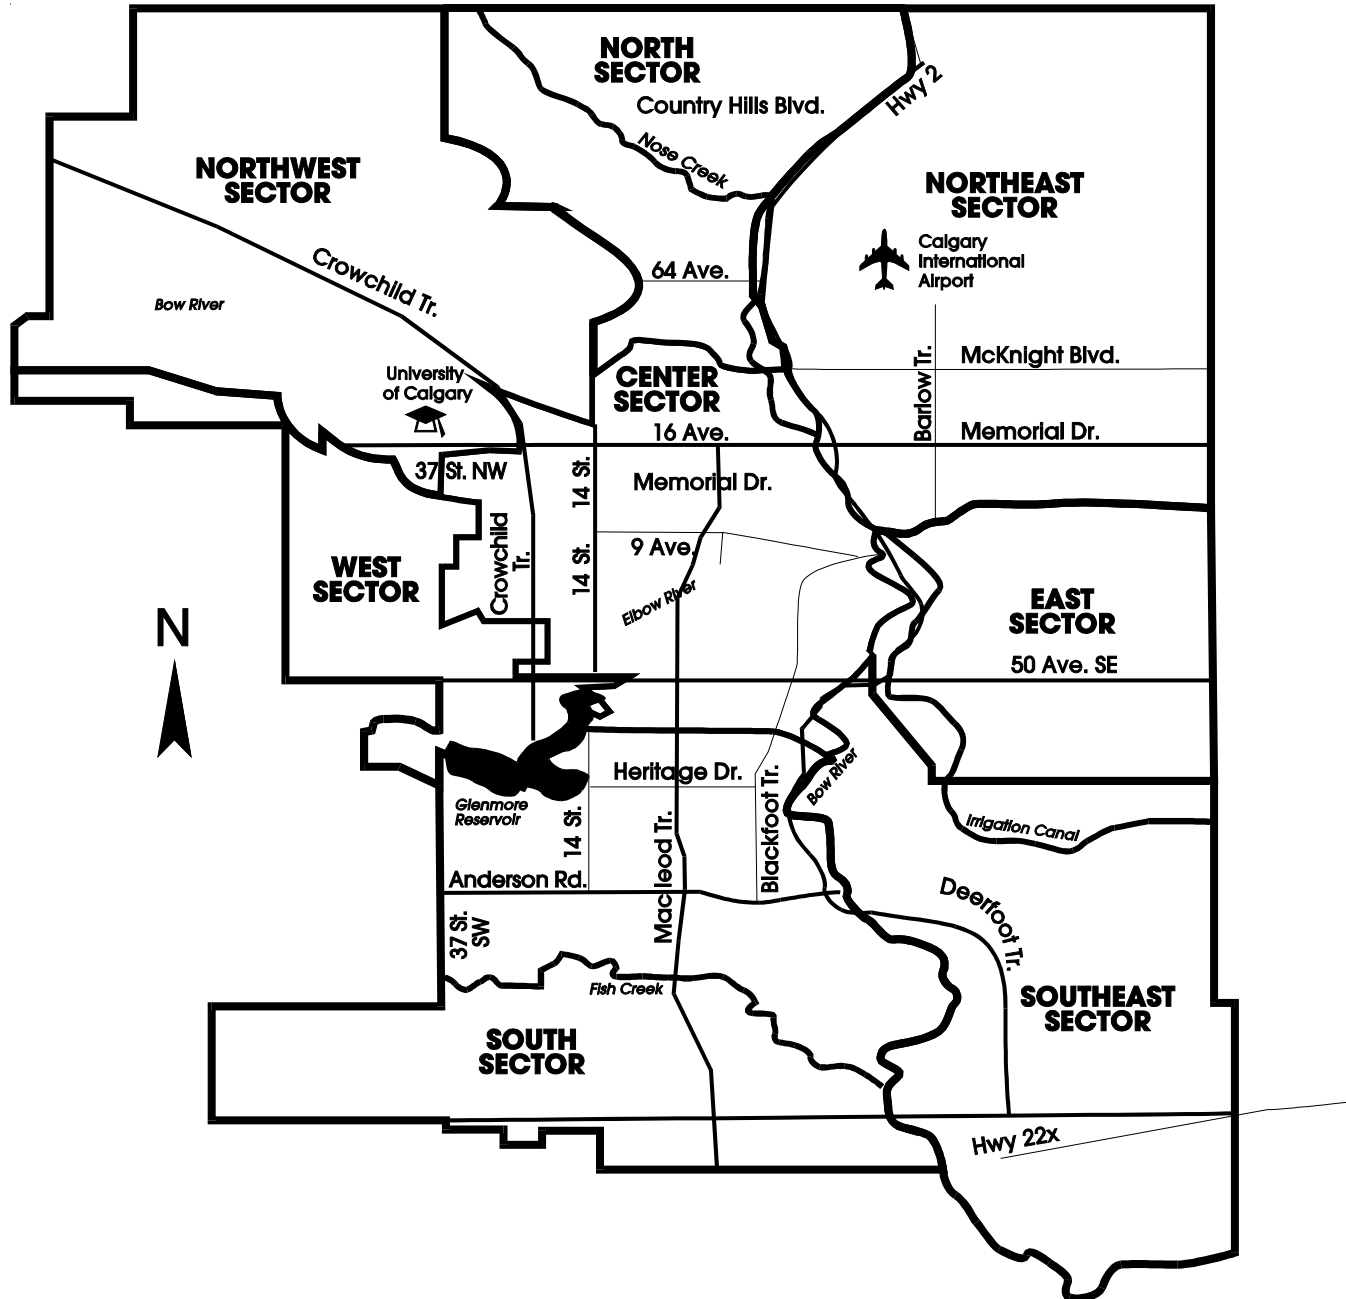 NORTH
SECTOR
Country Hills Blvd.
Hwy 2
Nose Creek
NORTHWEST
SECTOR
NORTHEAST
SECTOR
Calgary
International
Airport
Crowchild Tr.
64 Ave.
Bow River
University
of Calgary
CENTER
SECTOR
Barlow Tr.
McKnight Blvd.
16 Ave.
Memorial Dr.
37 St. NW
14 St.
Memorial Dr.
Crowchild
Tr.
14 St.
9 Ave.
WEST
SECTOR
Elbow River
EAST
SECTOR
N
50 Ave. SE
Heritage Dr.
Blackfoot Tr.
Bow River
Glenmore
Reservoir
14 St.
Macleod Tr.
Irrigation Canal
Anderson Rd.
37 St.
SW
Deerfoot Tr.
Fish Creek
SOUTHEAST
SECTOR
SOUTH
SECTOR
Hwy 22x